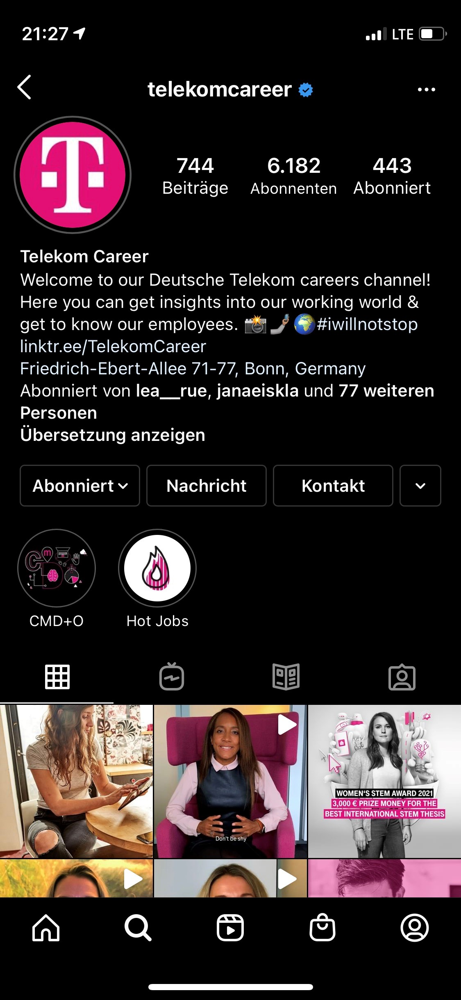 21:27
LTE
telekomcareer
T
744
6.182
443
Beiträge
Abonnenten
Abonniert
Telekom Career
Welcome to our Deutsche Telekom careers channel!
Here you can get insights into our working world &
get to know our employees. 📸🤳🏽🌍#iwillnotstop
linktr.ee/TelekomCareer
Friedrich-Ebert-Allee 71-77, Bonn, Germany
Abonniert von lea__rue, janaeiskla und 77 weiteren
Personen
Übersetzung anzeigen
Abonniert
Nachricht
Kontakt
CMD+O
Hot Jobs
Don't be shy
WOMEN‘S STEM AWARD 2021
3,000 € PRIZE MONEY FOR THE
BEST INTERNATIONAL STEM THESIS